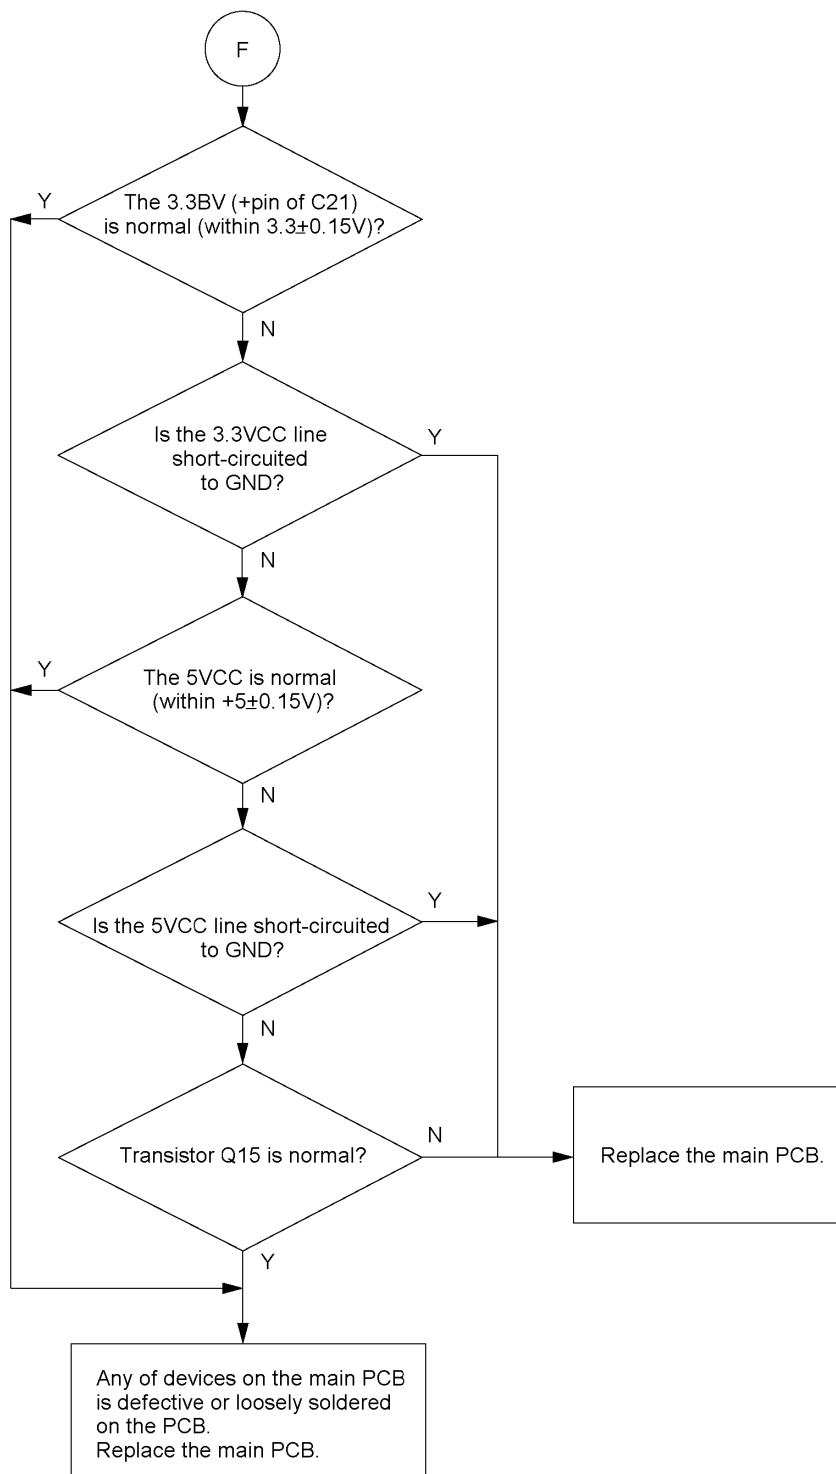 F
Y
The 3.3BV (+pin of C21)
is normal (within 3.3±0.15V)?
N
Is the 3.3VCC line
short-circuited
to GND?
Y
N
Y
The 5VCC is normal
(within +5±0.15V)?
N
Is the 5VCC line short-circuited
to GND?
Y
N
Transistor Q15 is normal?
N
Replace the main PCB.
Y
Any of devices on the main PCB
is defective or loosely soldered
on the PCB.
Replace the main PCB.